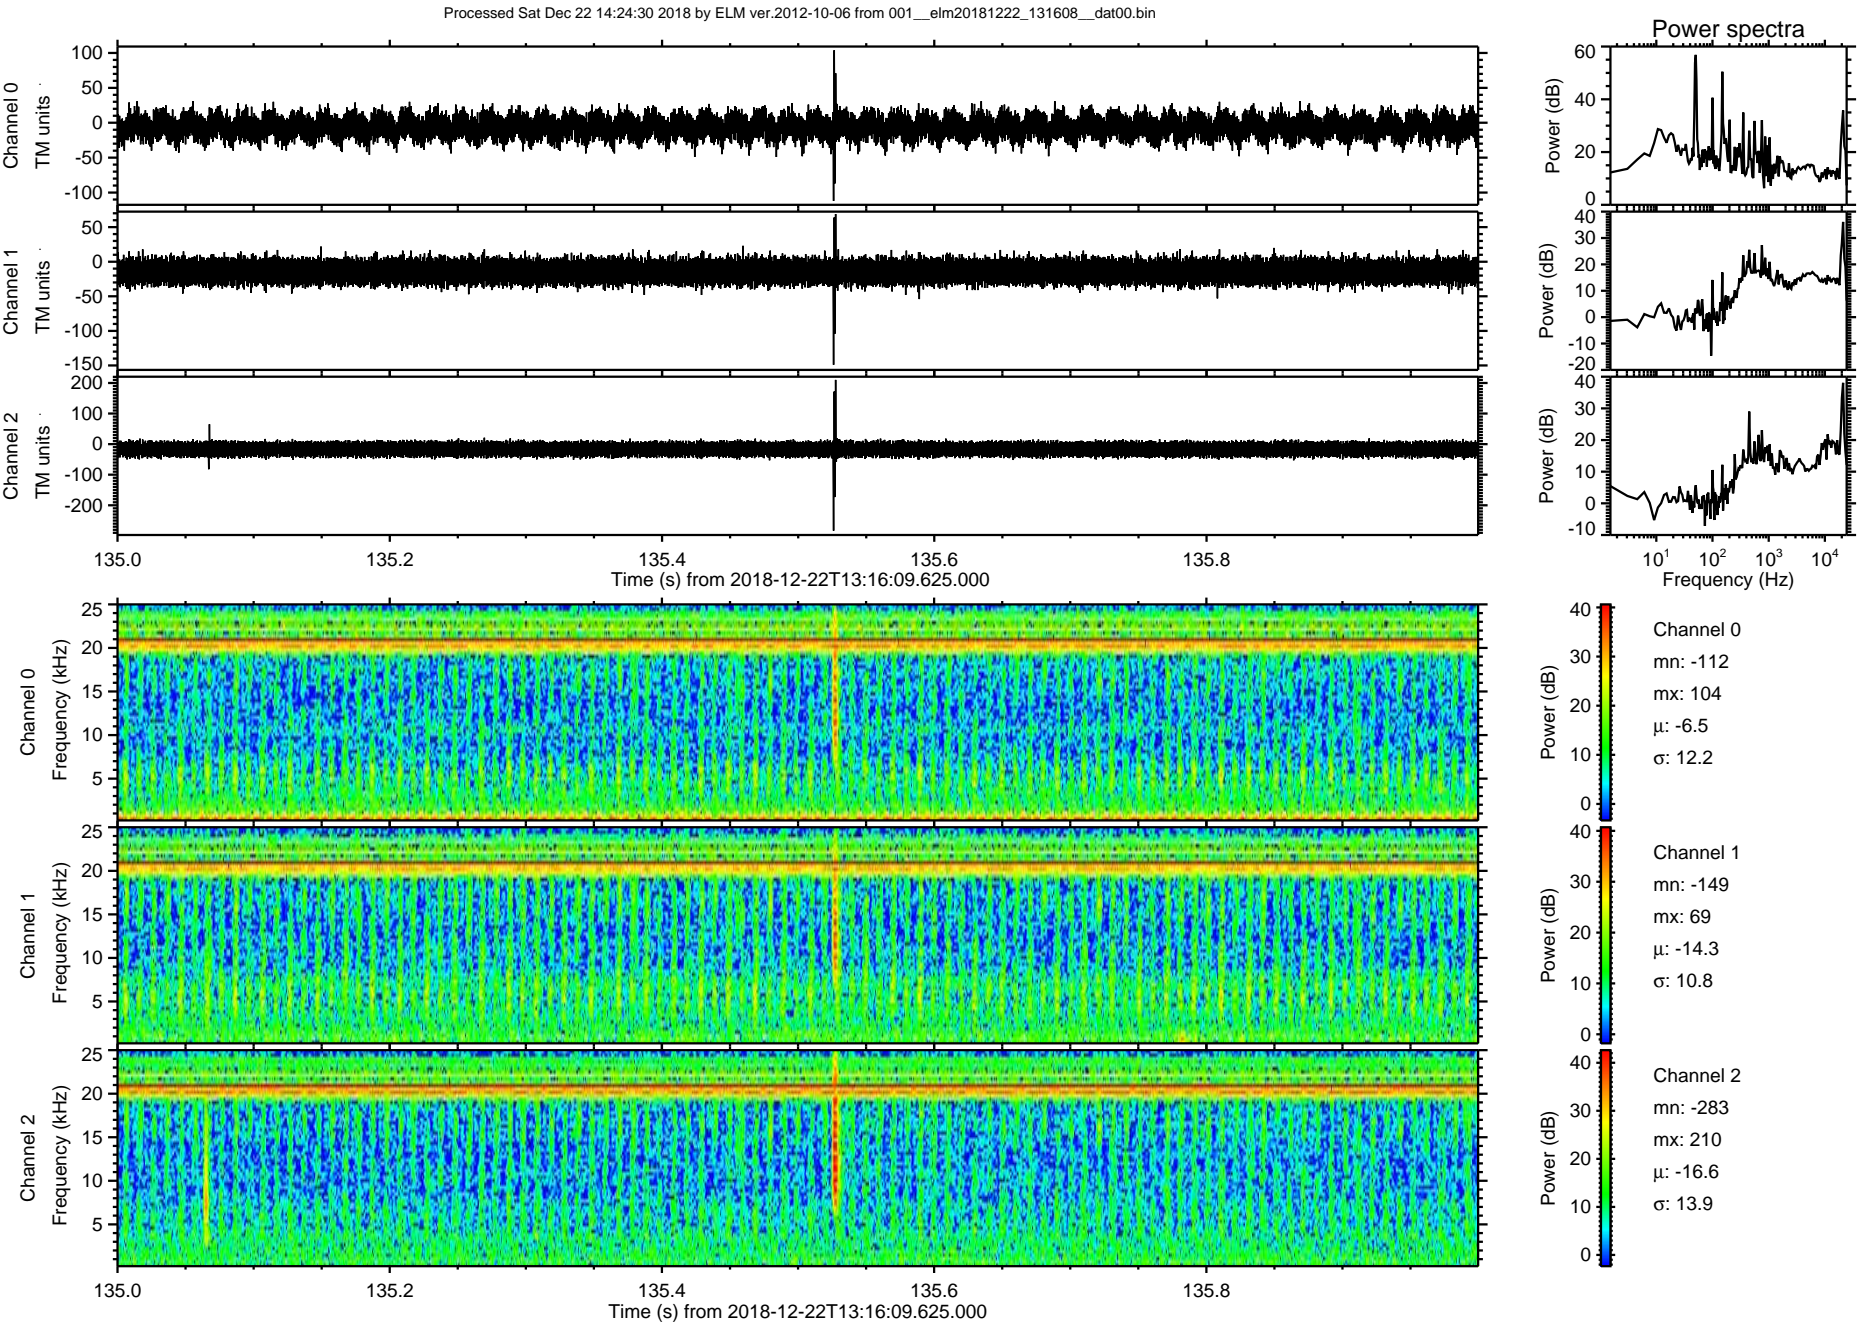 Processed Sat Dec 22 14:24:30 2018 by ELM ver.2012-10-06 from 001__elm20181222_131608__dat00.bin
Power spectra
Channel 0
TM units
100
50
0
-50
-100
Power (dB)
60
40
20
0
Channel 1
TM units
50
0
-50
-100
-150
Power (dB)
40
30
20
10
0
-10
-20
Channel 2
TM units
200
100
0
-100
-200
Power (dB)
40
30
20
10
0
-10
135.0 135.2 135.4 135.6 135.8
Time (s) from 2018-12-22T13:16:09.625.000
10¹ 10² 10³ 10⁴
Frequency (Hz)
Channel 0
Frequency (kHz)
25
20
15
10
5
Power (dB)
40
30
20
10
0
Channel 0
mn: -112
mx: 104
μ: -6.5
σ: 12.2
Channel 1
Frequency (kHz)
25
20
15
10
5
Power (dB)
40
30
20
10
0
Channel 1
mn: -149
mx: 69
μ: -14.3
σ: 10.8
Channel 2
Frequency (kHz)
25
20
15
10
5
Power (dB)
40
30
20
10
0
Channel 2
mn: -283
mx: 210
μ: -16.6
σ: 13.9
135.0 135.2 135.4 135.6 135.8
Time (s) from 2018-12-22T13:16:09.625.000